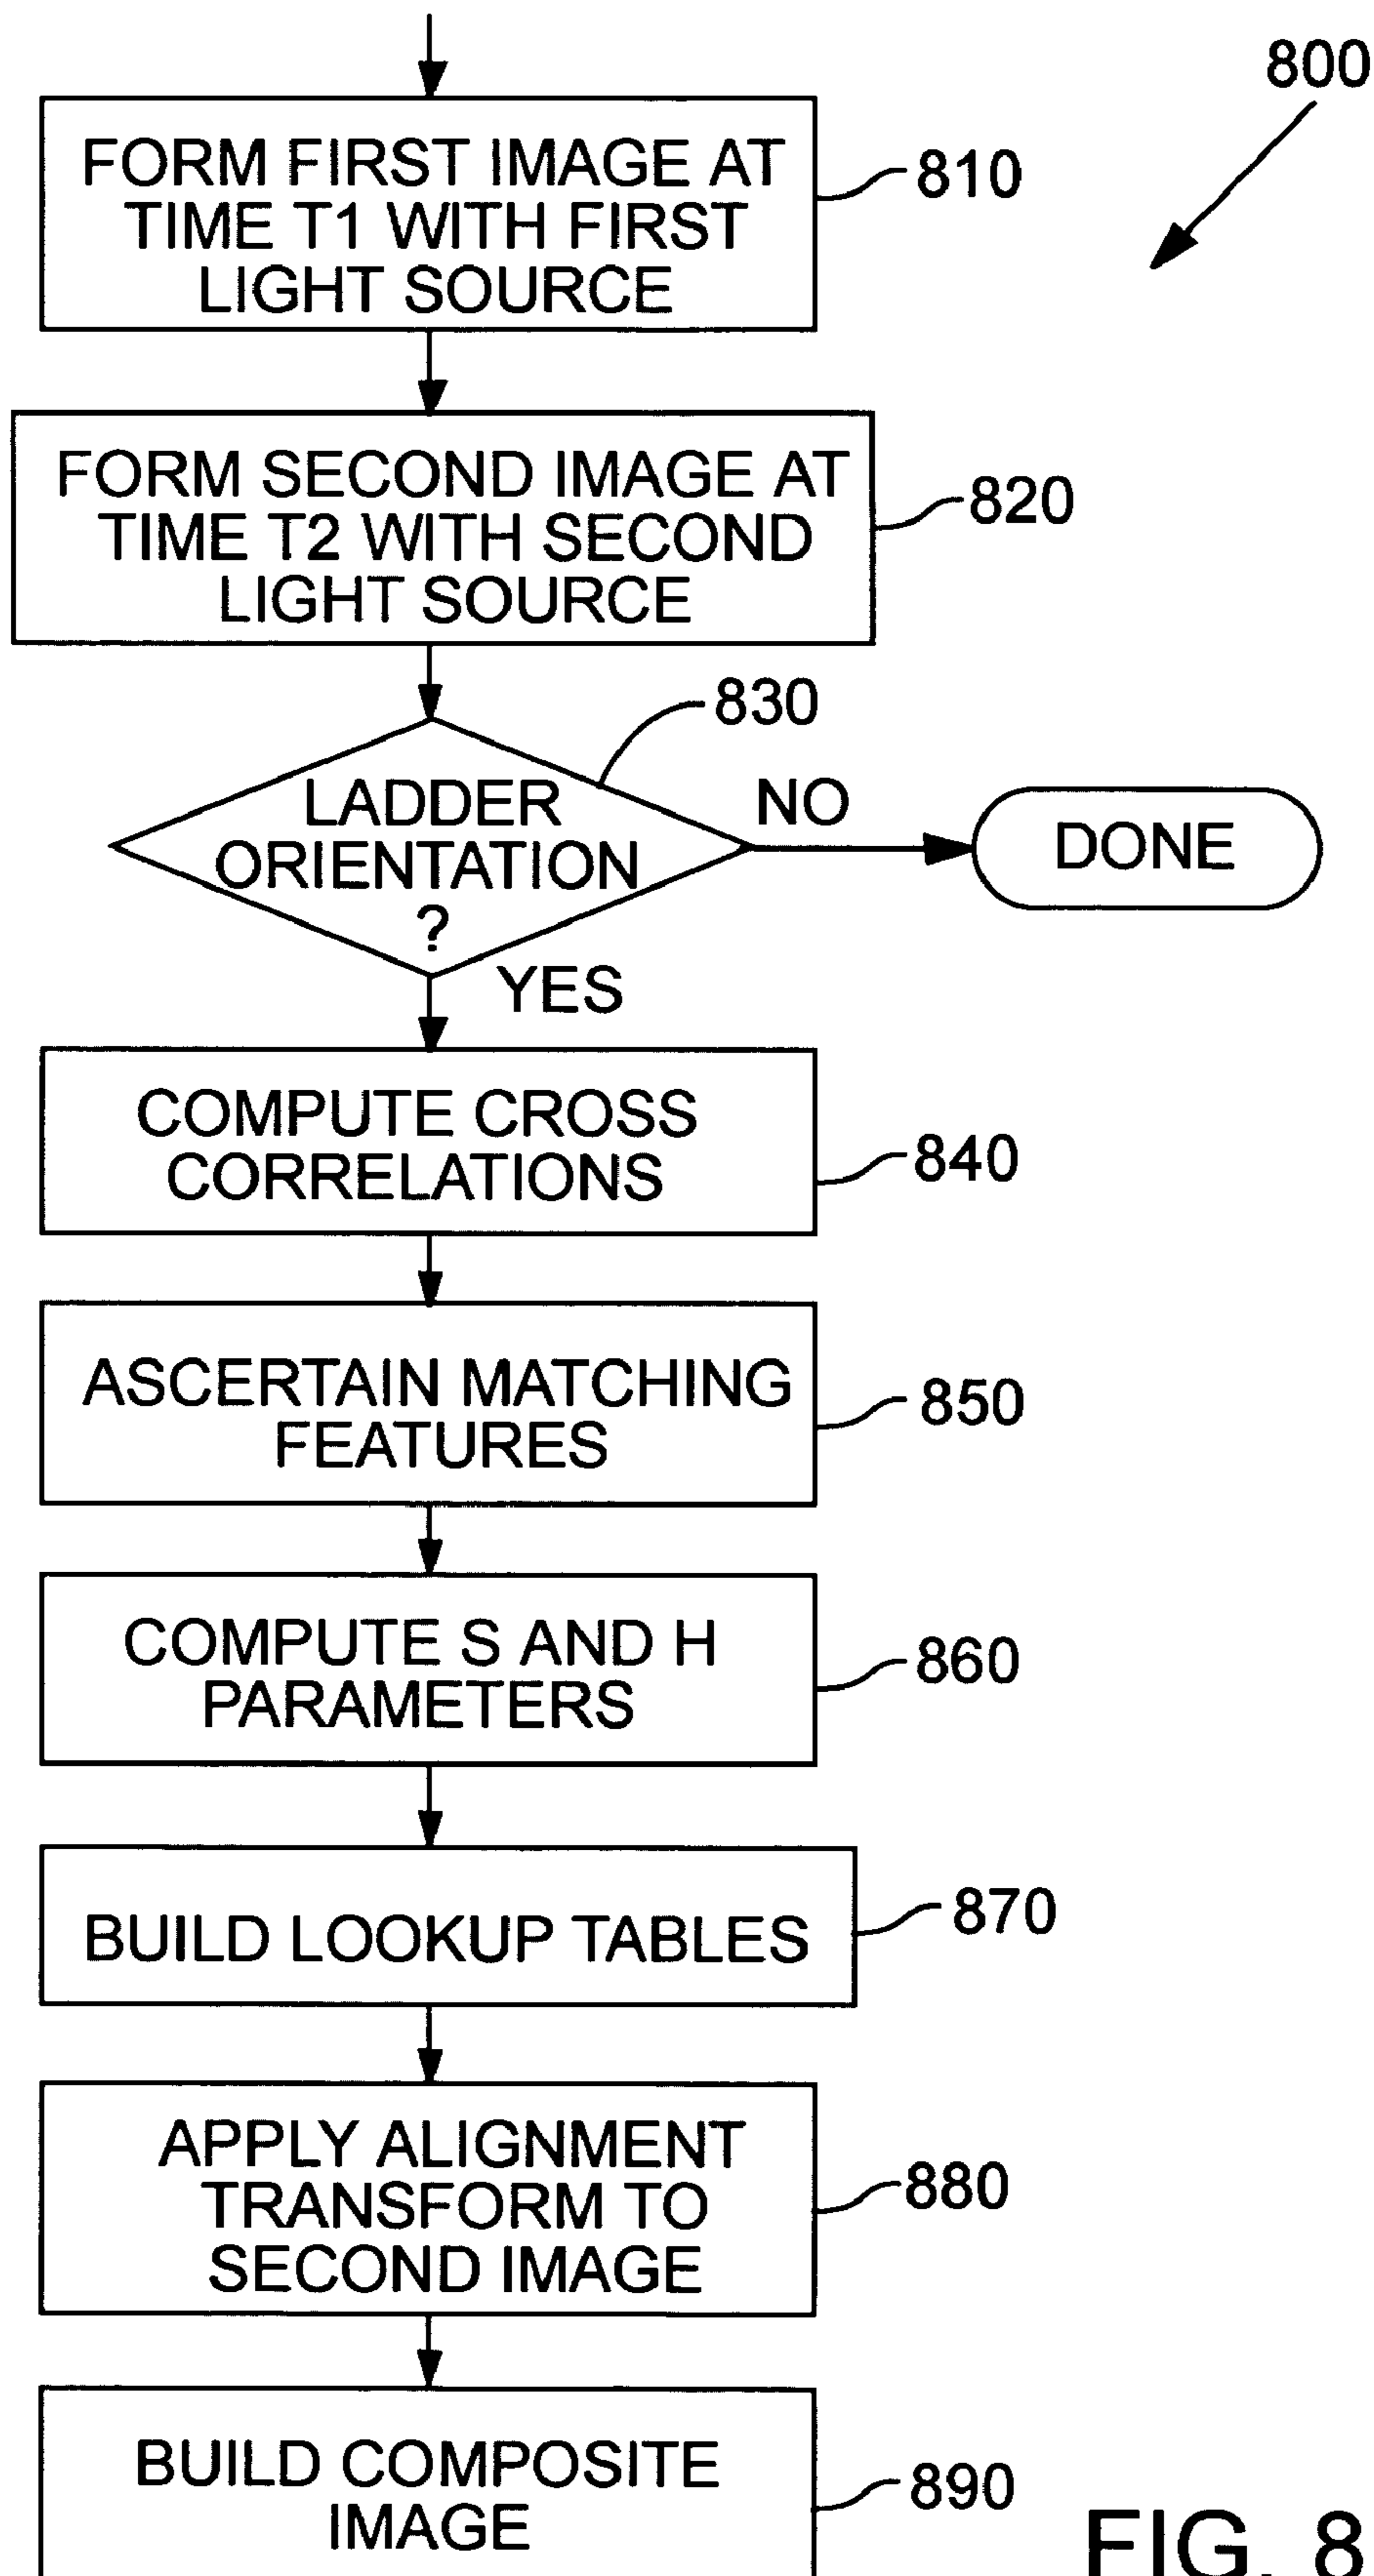 800
FORM FIRST IMAGE AT
TIME T1 WITH FIRST
LIGHT SOURCE
810
FORM SECOND IMAGE AT
TIME T2 WITH SECOND
LIGHT SOURCE
820
830
LADDER
ORIENTATION
?
NO
DONE
YES
COMPUTE CROSS
CORRELATIONS
840
ASCERTAIN MATCHING
FEATURES
850
COMPUTE S AND H
PARAMETERS
860
BUILD LOOKUP TABLES
870
APPLY ALIGNMENT
TRANSFORM TO
SECOND IMAGE
880
BUILD COMPOSITE
IMAGE
890
FIG. 8